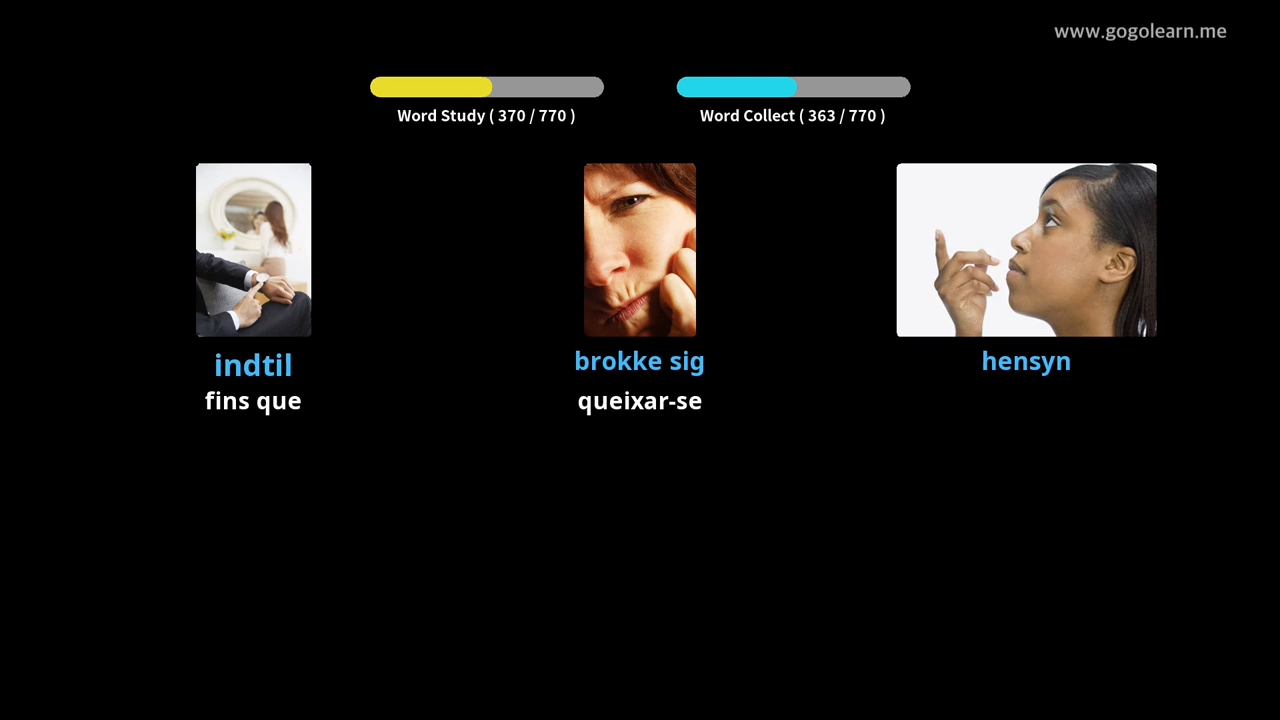 www.gogolearn.me
Word Study ( 370 / 770 )
Word Collect ( 363 / 770 )
indtil
fins que
brokke sig
queixar-se
hensyn